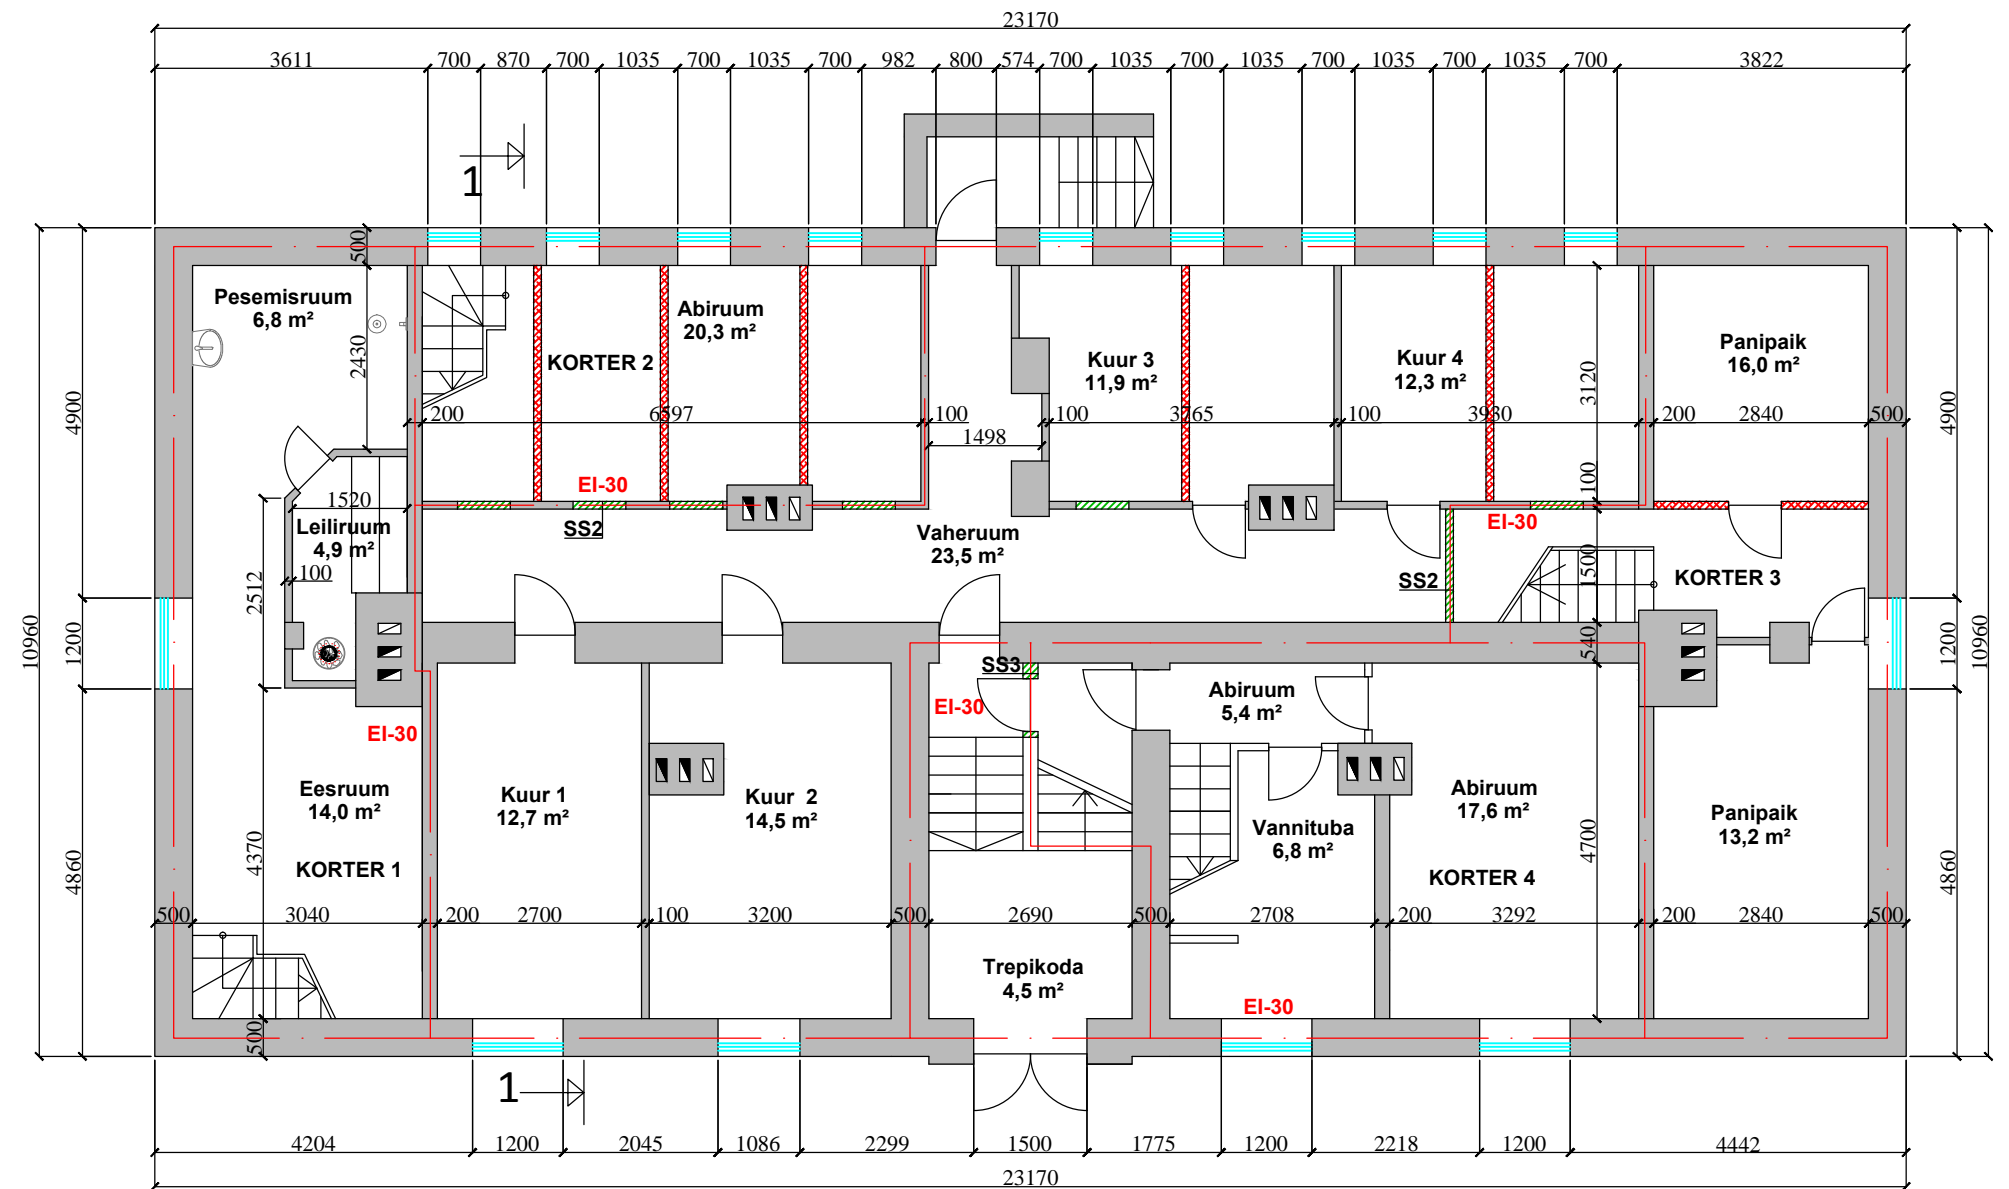 23170
3611 700 870 700 1035 700 1035 700 982 800 574 700 1035 700 1035 700 1035 700 1035 700 3822
1
500
Pesemisruum
6,8 m²
2430
Abiruum
20,3 m²
KORTER 2
Kuur 3
11,9 m²
Kuur 4
12,3 m²
3120
Panipaik
16,0 m²
4900
4900
200 6597 100 100 3765 100 3930 200 2840 500
1498
EI-30
100
1520
Leiliruum
4,9 m²
SS2
Vaheruum
23,5 m²
EI-30
100
2512
SS2
1500
KORTER 3
10960
1200
540
1200
10960
SS3
EI-30
Abiruum
5,4 m²
EI-30
Eesruum
14,0 m²
Kuur 1
12,7 m²
Kuur 2
14,5 m²
Abiruum
17,6 m²
Vannituba
6,8 m²
Panipaik
13,2 m²
4860
4370
KORTER 1
KORTER 4
4700
4860
500 3040 200 2700 100 3200 500 2690 500 2708 200 3292 200 2840 500
Trepikoda
4,5 m²
EI-30
500
1
4204 1200 2045 1086 2299 1500 1775 1200 2218 1200 4442
23170